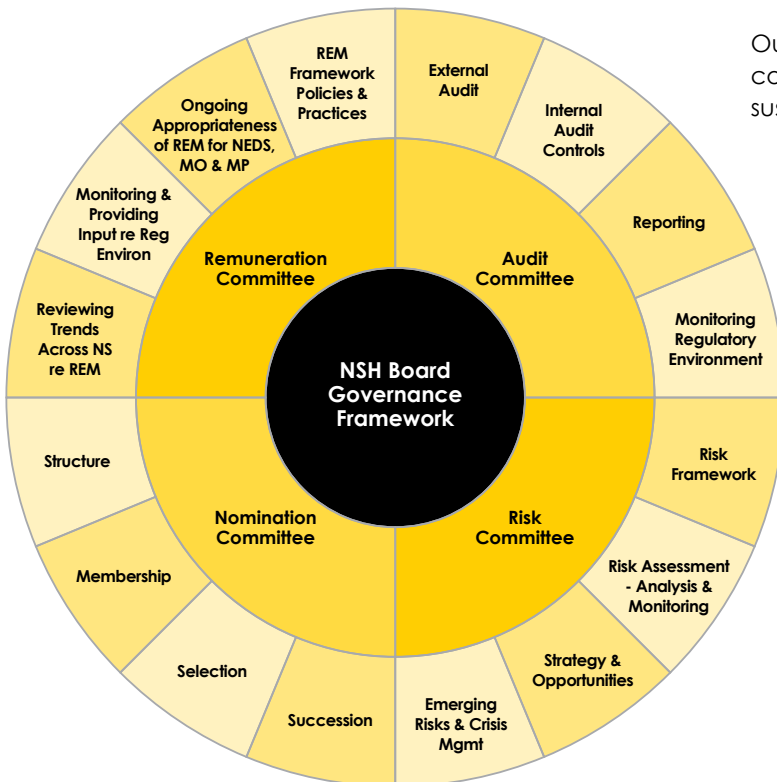 REM
Framework
Policies &
Practices
External
Audit
Ongoing
Appropriateness
of REM for NEDS,
MO & MP
Internal
Audit
Controls
Monitoring &
Providing
Input re Reg
Environ
Reporting
Remuneration
Committee
Audit
Committee
Reviewing
Trends
Across NS
re REM
Monitoring
Regulatory
Environment
NSH Board
Governance
Framework
Structure
Risk
Framework
Nomination
Committee
Risk
Committee
Membership
Risk Assessment
- Analysis &
Monitoring
Selection
Strategy &
Opportunities
Succession
Emerging
Risks & Crisis
Mgmt